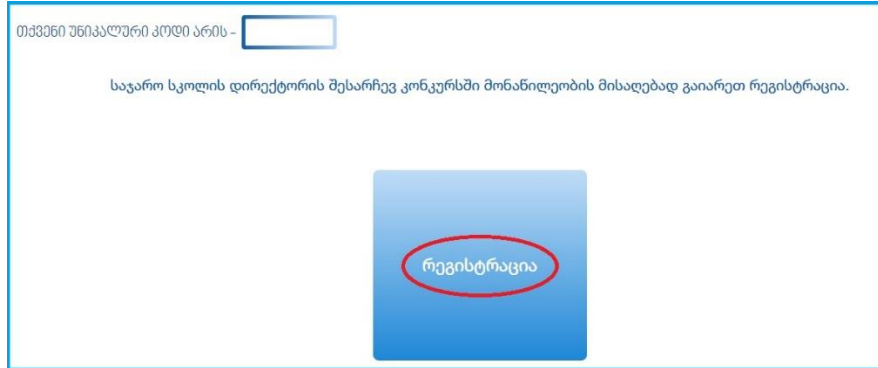 თქვენი უნიკალური კოდი არის -
საჯარო სკოლის დირექტორის შესარჩევ კონკურსში მონაწილეობის მისაღებად გაიარეთ რეგისტრაცია.
რეგისტრაცია